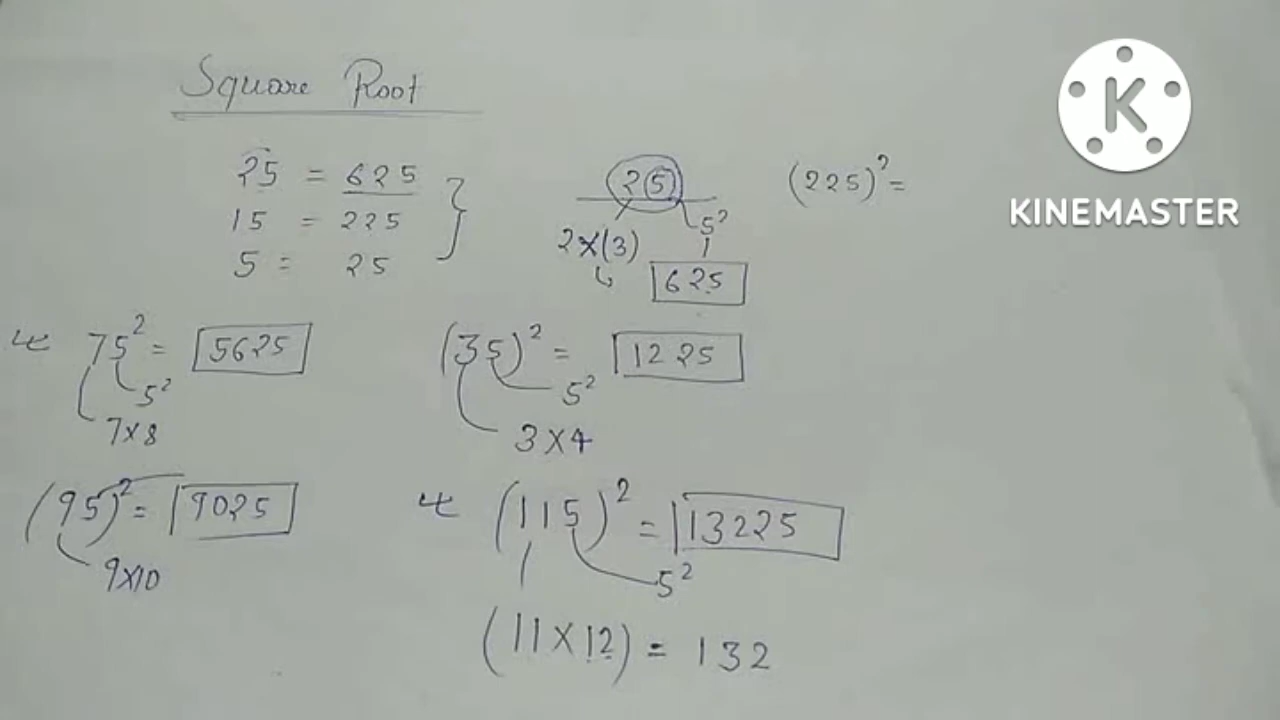 Square Root
25 = 625
15 = 225
5 = 25
25
2×(3)
5²
625
(225)² =
KINEMASTER
75² = 5625
5²
7×8
(35)² = 1225
5²
3×4
(95)² = 9025
9×10
(115)² = 13225
5²
(11×12) = 132